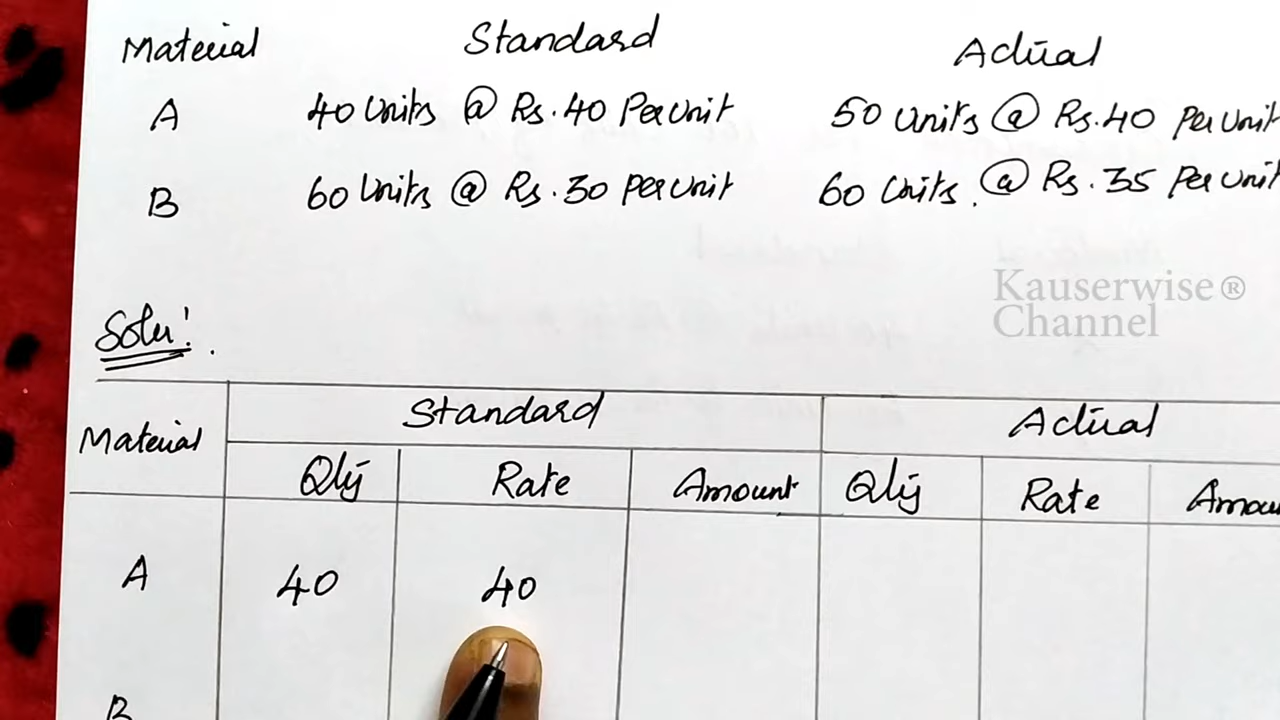 Material Standard Actual
A 40 Units @ Rs.40 Per Unit 50 Units @ Rs.40 Per Unit
B 60 Units @ Rs.30 Per Unit 60 Units. @ Rs.35 Per Unit
Kauserwise®
Channel
Solu:
Material Standard Actual
Qty Rate Amount Qty Rate Amou
A 40 40
B